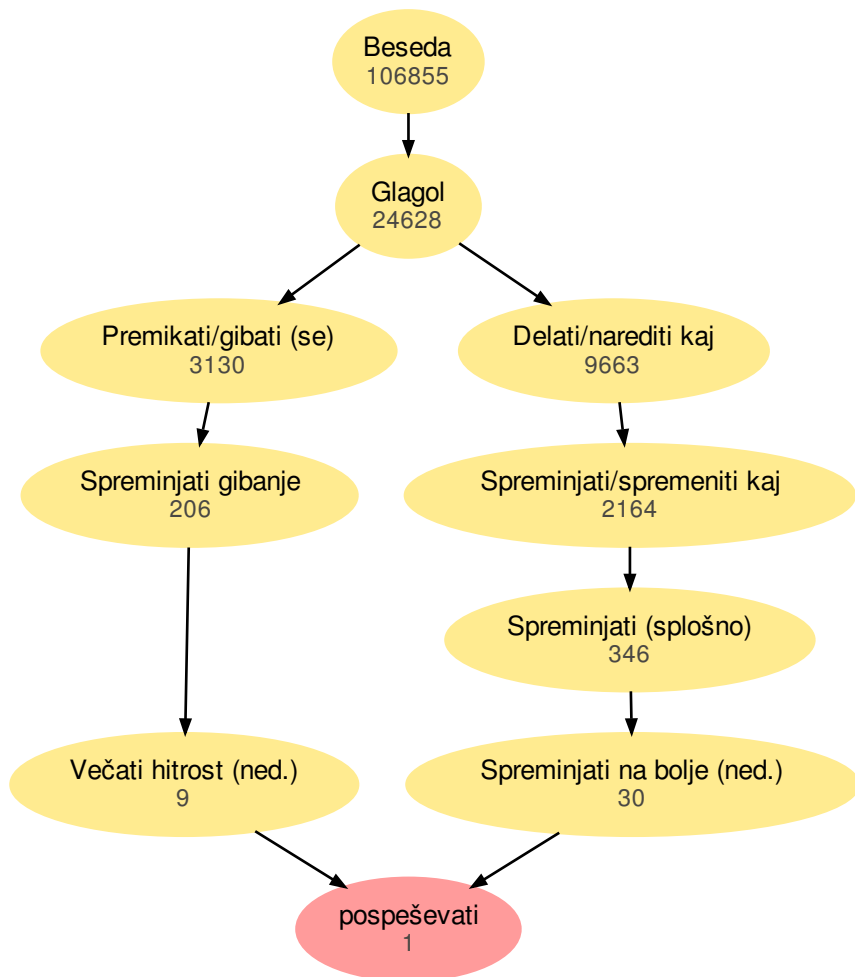 Beseda
106855
Glagol
24628
Premikati/gibati (se)
3130
Delati/narediti kaj
9663
Spreminjati gibanje
206
Spreminjati/spremeniti kaj
2164
Spreminjati (splošno)
346
Večati hitrost (ned.)
9
Spreminjati na bolje (ned.)
30
pospeševati
1